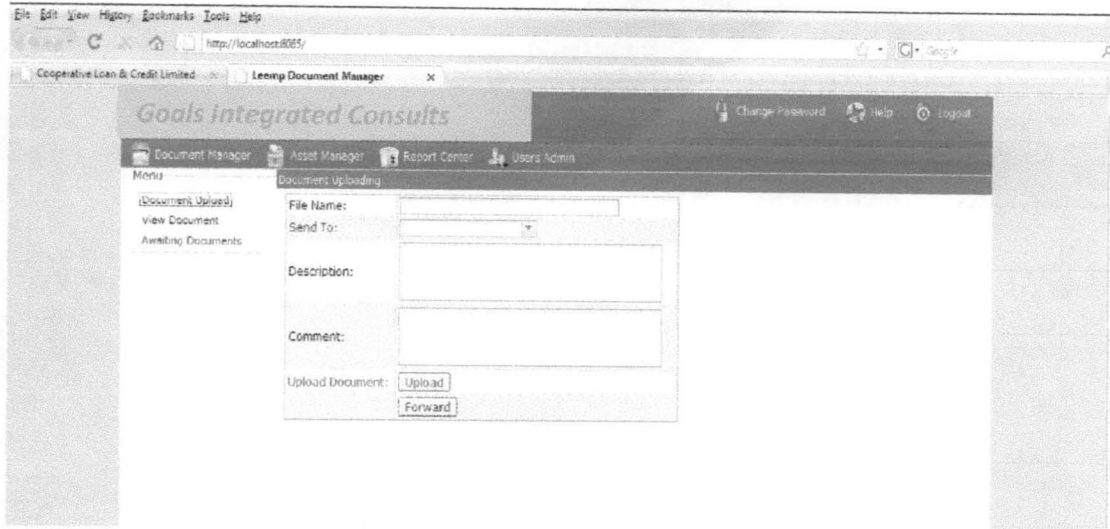 File Edit View History Bookmarks Tools Help
http://localhost:8085/
Google
Cooperative Loan & Credit Limited
Leemp Document Manager
Goals Integrated Consults
Change Password Help Logout
Document Manager Asset Manager Report Center Users Admin
Menu
Document Uploading
Document Upload
View Document
Awaiting Documents
File Name:
Send To:
Description:
Comment:
Upload Document: Upload
Forward